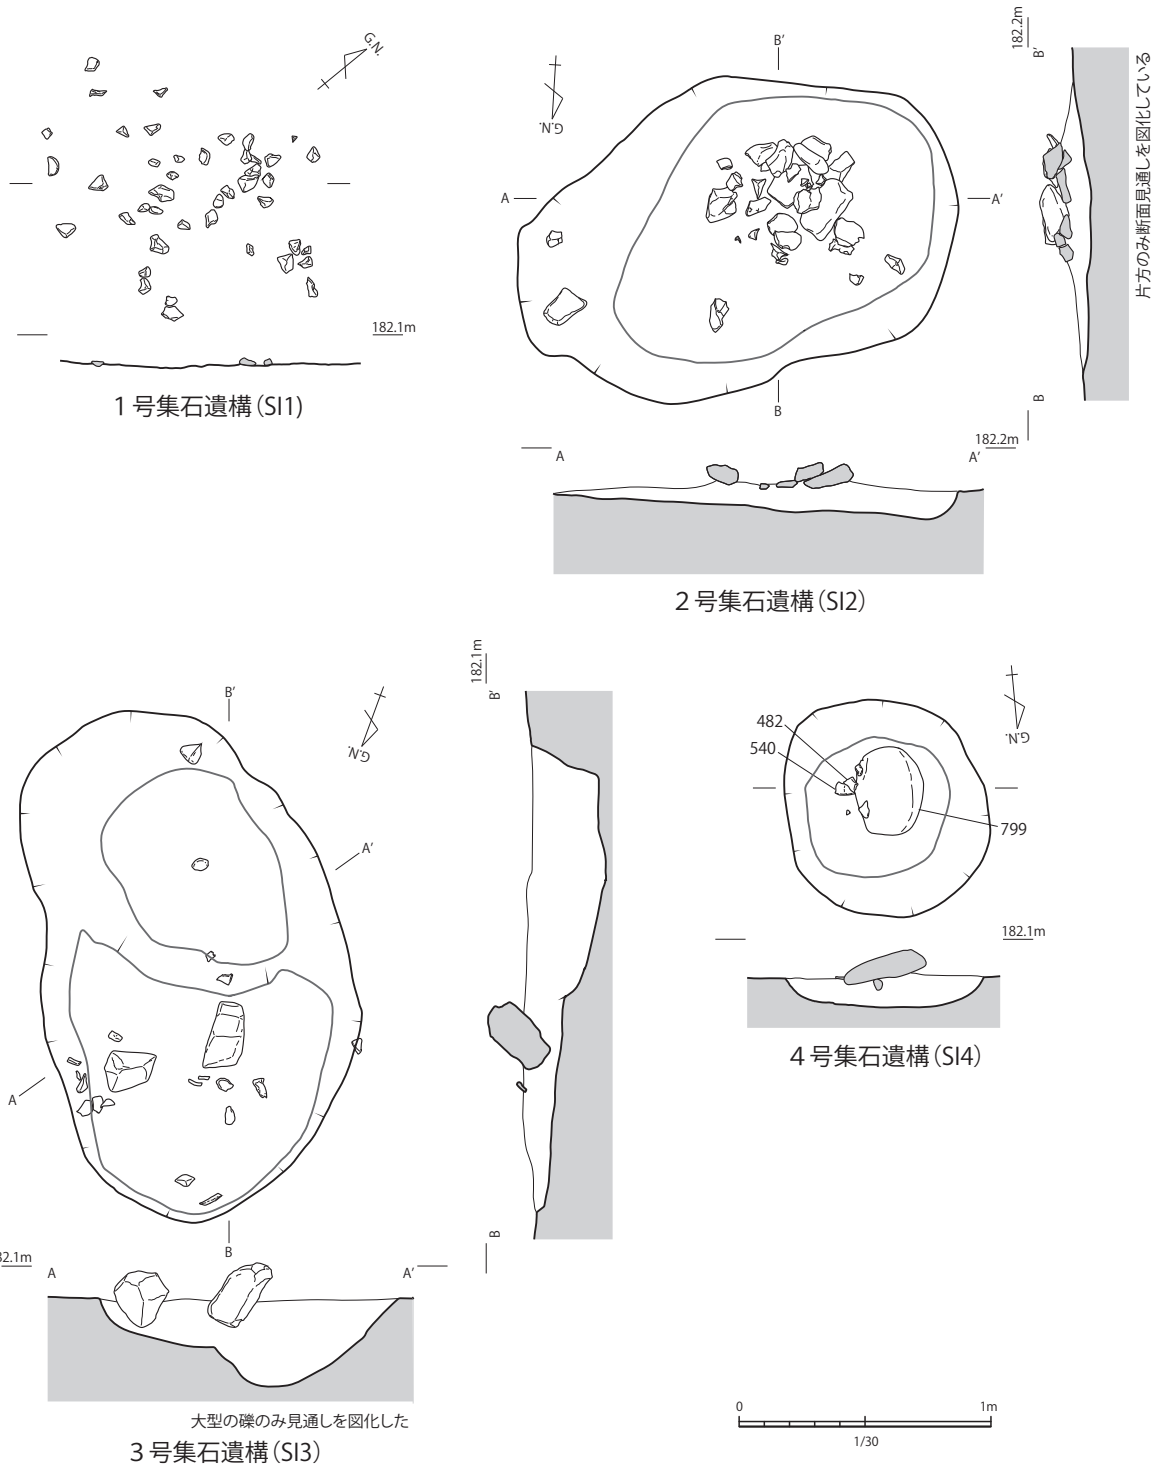 G.N.
182.1m
1号集石遺構(SI1)
B'
G.N.
A
A'
B
182.2m
B'
B
片方のみ断面見通しを図化している
182.2m
A
A'
2号集石遺構(SI2)
B'
G.N.
A'
A
B
182.1m
B'
B
A
A'
大型の礫のみ見通しを図化した
3号集石遺構(SI3)
G.N.
482
540
799
182.1m
4号集石遺構(SI4)
0
1m
1/30